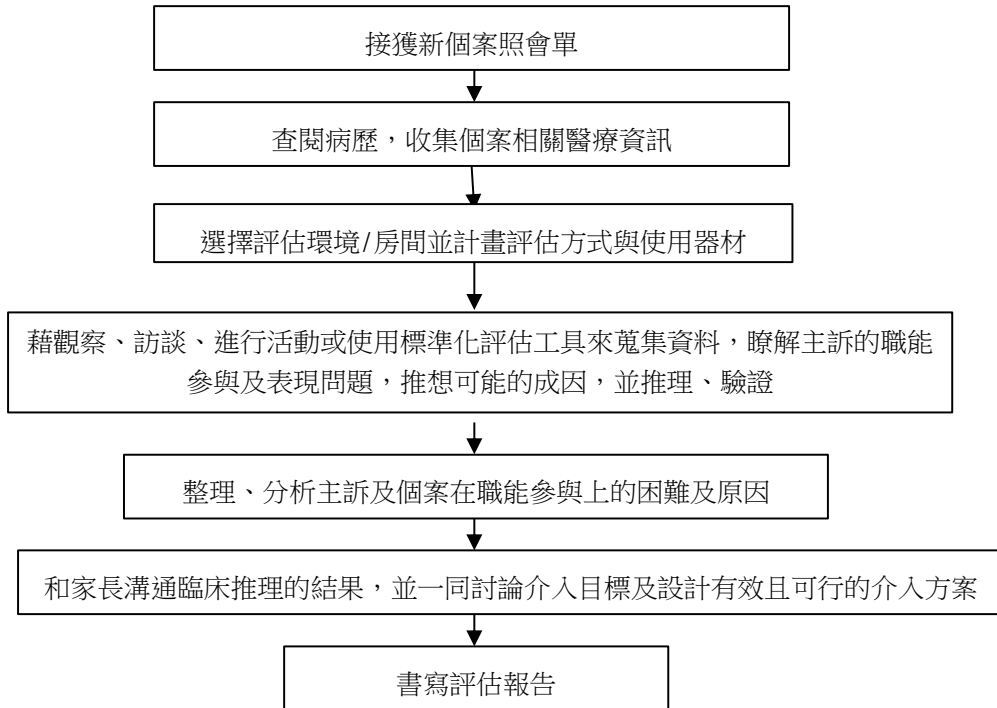 接獲新個案照會單
查閱病歷，收集個案相關醫療資訊
選擇評估環境/房間並計畫評估方式與使用器材
藉觀察、訪談、進行活動或使用標準化評估工具來蒐集資料，瞭解主訴的職能
參與及表現問題，推想可能的成因，並推理、驗證
整理、分析主訴及個案在職能參與上的困難及原因
和家長溝通臨床推理的結果，並一同討論介入目標及設計有效且可行的介入方案
書寫評估報告